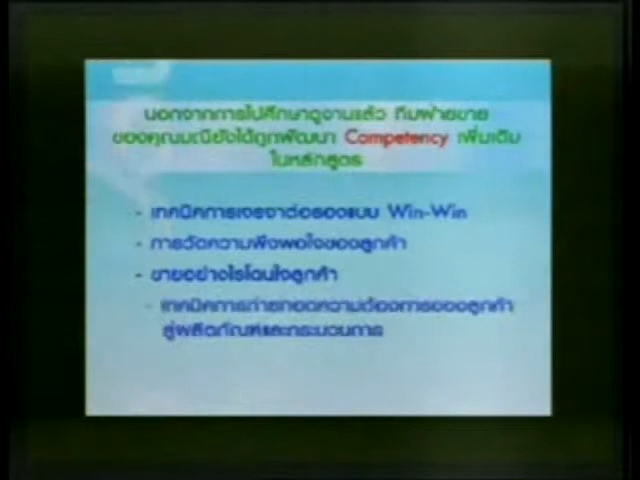 นอกจากการไปศึกษาดูงานแล้ว ทีมฝ่ายขาย
ของคุณมณียังได้ถูกพัฒนา Competency เพิ่มเติม
ในหลักสูตร
- เทคนิคการเจรจาต่อรองแบบ Win-Win
- การวัดความพึงพอใจของลูกค้า
- ขายอย่างไรโดนใจลูกค้า
- เทคนิคการถ่ายทอดความต้องการของลูกค้า
สู่ผลิตภัณฑ์และกระบวนการ